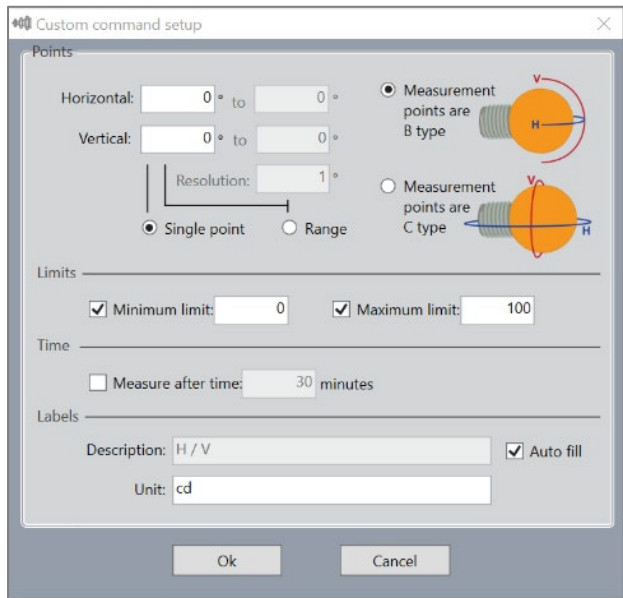 Custom command setup
Points
Horizontal: 0 ° to 0 °
Vertical: 0 ° to 0 °
Resolution: 1 °
Single point Range
Measurement
points are
B type
V
H
Measurement
points are
C type
V
H
Limits
Minimum limit: 0 Maximum limit: 100
Time
Measure after time: 30 minutes
Labels
Description: H / V Auto fill
Unit: cd
Ok Cancel